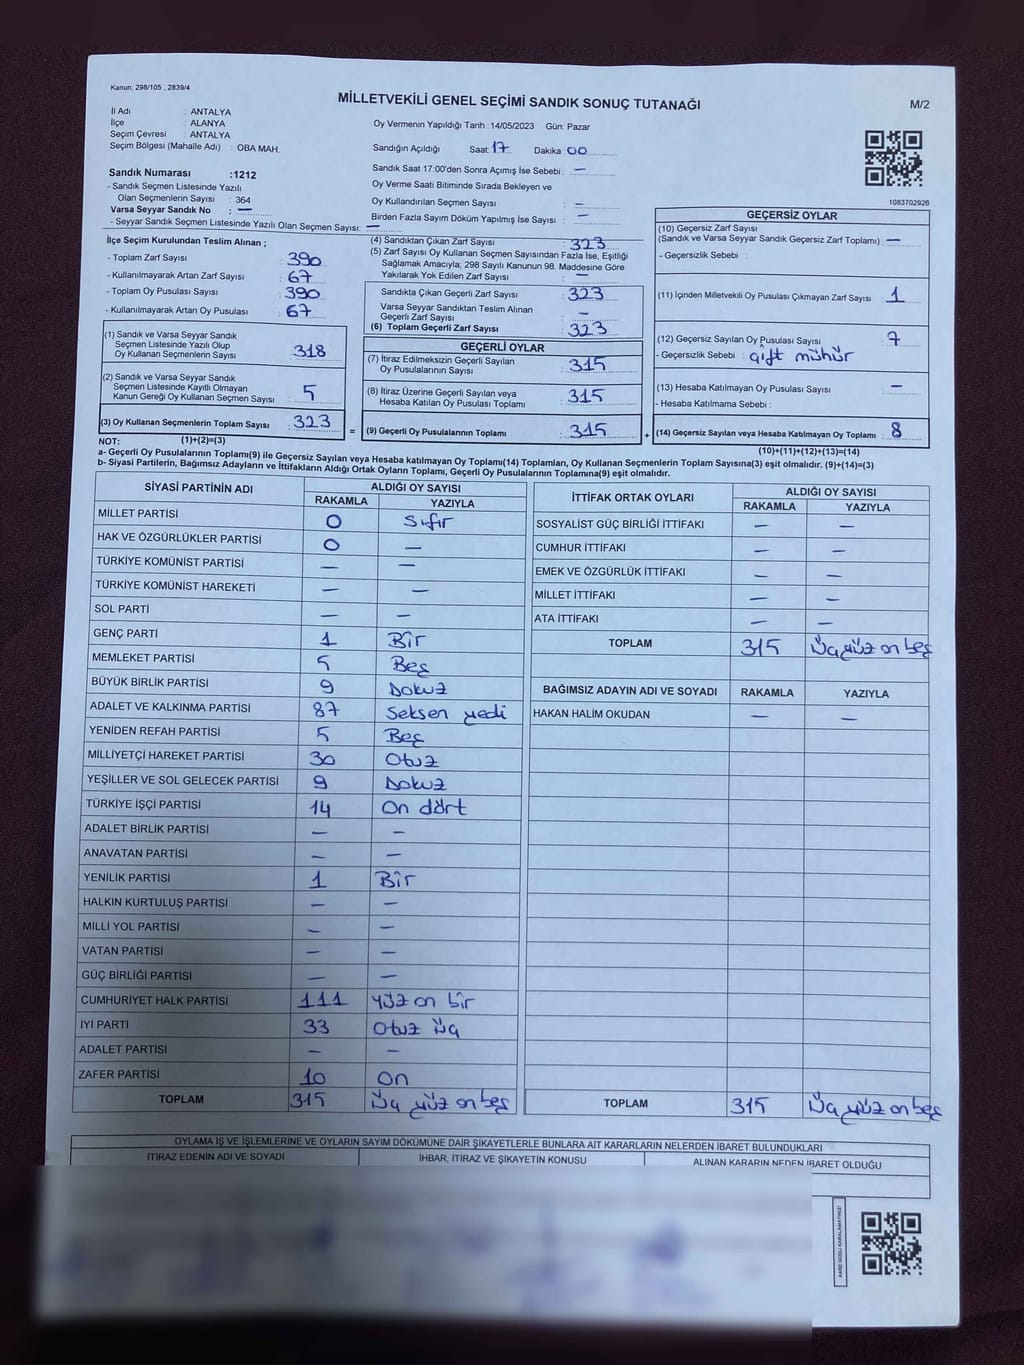 Kanun, 298/105 , 2839/4
MİLLETVEKİLİ GENEL SEÇİMİ SANDIK SONUÇ TUTANAĞI
M/2
İl Adı : ANTALYA
İlçe : ALANYA
Seçim Çevresi : ANTALYA
Seçim Bölgesi (Mahalle Adı) : OBA MAH.
Sandık Numarası :1212
- Sandık Seçmen Listesinde Yazılı
Olan Seçmenlerin Sayısı : 364
Varsa Seyyar Sandık No : —
- Seyyar Sandık Seçmen Listesinde Yazılı Olan Seçmen Sayısı: —
Oy Vermenin Yapıldığı Tarih :14/05/2023 Gün: Pazar
Sandığın Açıldığı Saat: 17 Dakika: 00
Sandık Saat 17:00'den Sonra Açımış İse Sebebi : —
Oy Verme Saati Bitiminde Sırada Bekleyen ve
Oy Kullandırılan Seçmen Sayısı : —
Birden Fazla Sayım Döküm Yapılmış İse Sayısı : —
1083702926
İlçe Seçim Kurulundan Teslim Alınan ;
- Toplam Zarf Sayısı : 390
- Kullanılmayarak Artan Zarf Sayısı : 67
- Toplam Oy Pusulası Sayısı : 390
- Kullanılmayarak Artan Oy Pusulası : 67
(1) Sandık ve Varsa Seyyar Sandık
Seçmen Listesinde Yazılı Olup
Oy Kullanan Seçmenlerin Sayısı : 318
(2) Sandık ve Varsa Seyyar Sandık
Seçmen Listesinde Kayıtlı Olmayan
Kanun Gereği Oy Kullanan Seçmen Sayısı : 5
(3) Oy Kullanan Seçmenlerin Toplam Sayısı : 323
(4) Sandıktan Çıkan Zarf Sayısı : 323
(5) Zarf Sayısı Oy Kullanan Seçmen Sayısından Fazla İse, Eşitliği
Sağlamak Amacıyla; 298 Sayılı Kanunun 98. Maddesine Göre
Yakılarak Yok Edilen Zarf Sayısı : —
Sandıkta Çıkan Geçerli Zarf Sayısı : 323
Varsa Seyyar Sandıktan Teslim Alınan
Geçerli Zarf Sayısı : —
(6) Toplam Geçerli Zarf Sayısı : 323
GEÇERLİ OYLAR
(7) İtiraz Edilmeksizin Geçerli Sayılan
Oy Pusulalarının Sayısı : 315
(8) İtiraz Üzerine Geçerli Sayılan veya
Hesaba Katılan Oy Pusulası Toplamı : 315
= (9) Geçerli Oy Pusulalarının Toplamı : 315 +
GEÇERSİZ OYLAR
(10) Geçersiz Zarf Sayısı
(Sandık ve Varsa Seyyar Sandık Geçersiz Zarf Toplamı) : —
- Geçersizlik Sebebi :
(11) İçinden Milletvekili Oy Pusulası Çıkmayan Zarf Sayısı : 1
(12) Geçersiz Sayılan Oy Pusulası Sayısı : 7
- Geçersizlik Sebebi : çift mühür
(13) Hesaba Katılmayan Oy Pusulası Sayısı : —
- Hesaba Katılmama Sebebi :
(14) Geçersiz Sayılan veya Hesaba Katılmayan Oy Toplamı : 8
NOT: (1)+(2)=(3) (10)+(11)+(12)+(13)=(14)
a- Geçerli Oy Pusulalarının Toplamı(9) ile Geçersiz Sayılan veya Hesaba katılmayan Oy Toplamı(14) Toplamları, Oy Kullanan Seçmenlerin Toplam Sayısına(3) eşit olmalıdır. (9)+(14)=(3)
b- Siyasi Partilerin, Bağımsız Adayların ve İttifakların Aldığı Ortak Oyların Toplamı, Geçerli Oy Pusulalarının Toplamına(9) eşit olmalıdır.
SİYASİ PARTİNİN ADI ALDIĞI OY SAYISI
RAKAMLA YAZIYLA
MİLLET PARTİSİ 0 Sıfır
HAK VE ÖZGÜRLÜKLER PARTİSİ 0 —
TÜRKİYE KOMÜNİST PARTİSİ — —
TÜRKİYE KOMÜNİST HAREKETİ — —
SOL PARTİ — —
GENÇ PARTİ 1 Bir
MEMLEKET PARTİSİ 5 Beş
BÜYÜK BİRLİK PARTİSİ 9 Dokuz
ADALET VE KALKINMA PARTİSİ 87 Seksen yedi
YENİDEN REFAH PARTİSİ 5 Beş
MİLLİYETÇİ HAREKET PARTİSİ 30 Otuz
YEŞİLLER VE SOL GELECEK PARTİSİ 9 Dokuz
TÜRKİYE İŞÇİ PARTİSİ 14 On dört
ADALET BİRLİK PARTİSİ — —
ANAVATAN PARTİSİ — —
YENİLİK PARTİSİ 1 Bir
HALKIN KURTULUŞ PARTİSİ — —
MİLLİ YOL PARTİSİ — —
VATAN PARTİSİ — —
GÜÇ BİRLİĞİ PARTİSİ — —
CUMHURİYET HALK PARTİSİ 111 Yüz on bir
İYİ PARTİ 33 Otuz üç
ADALET PARTİSİ — —
ZAFER PARTİSİ 10 On
TOPLAM 315 Üç yüz on beş
İTTİFAK ORTAK OYLARI ALDIĞI OY SAYISI
RAKAMLA YAZIYLA
SOSYALİST GÜÇ BİRLİĞİ İTTİFAKI — —
CUMHUR İTTİFAKI — —
EMEK VE ÖZGÜRLÜK İTTİFAKI — —
MİLLET İTTİFAKI — —
ATA İTTİFAKI — —
TOPLAM 315 Üç yüz on beş
BAĞIMSIZ ADAYIN ADI VE SOYADI RAKAMLA YAZIYLA
HAKAN HALİM OKUDAN — —
TOPLAM 315 Üç yüz on beş
OYLAMA İŞ VE İŞLEMLERİNE VE OYLARIN SAYIM DÖKÜMÜNE DAİR ŞİKAYETLERLE BUNLARA AİT KARARLARIN NELERDEN İBARET BULUNDUKLARI
İTİRAZ EDENİN ADI VE SOYADI İHBAR, İTİRAZ VE ŞİKAYETİN KONUSU ALINAN KARARIN NEDEN İBARET OLDUĞU